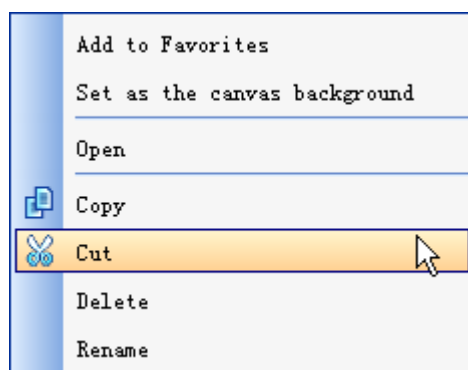 Add to Favorites
Set as the canvas background
Open
Copy
Cut
Delete
Rename